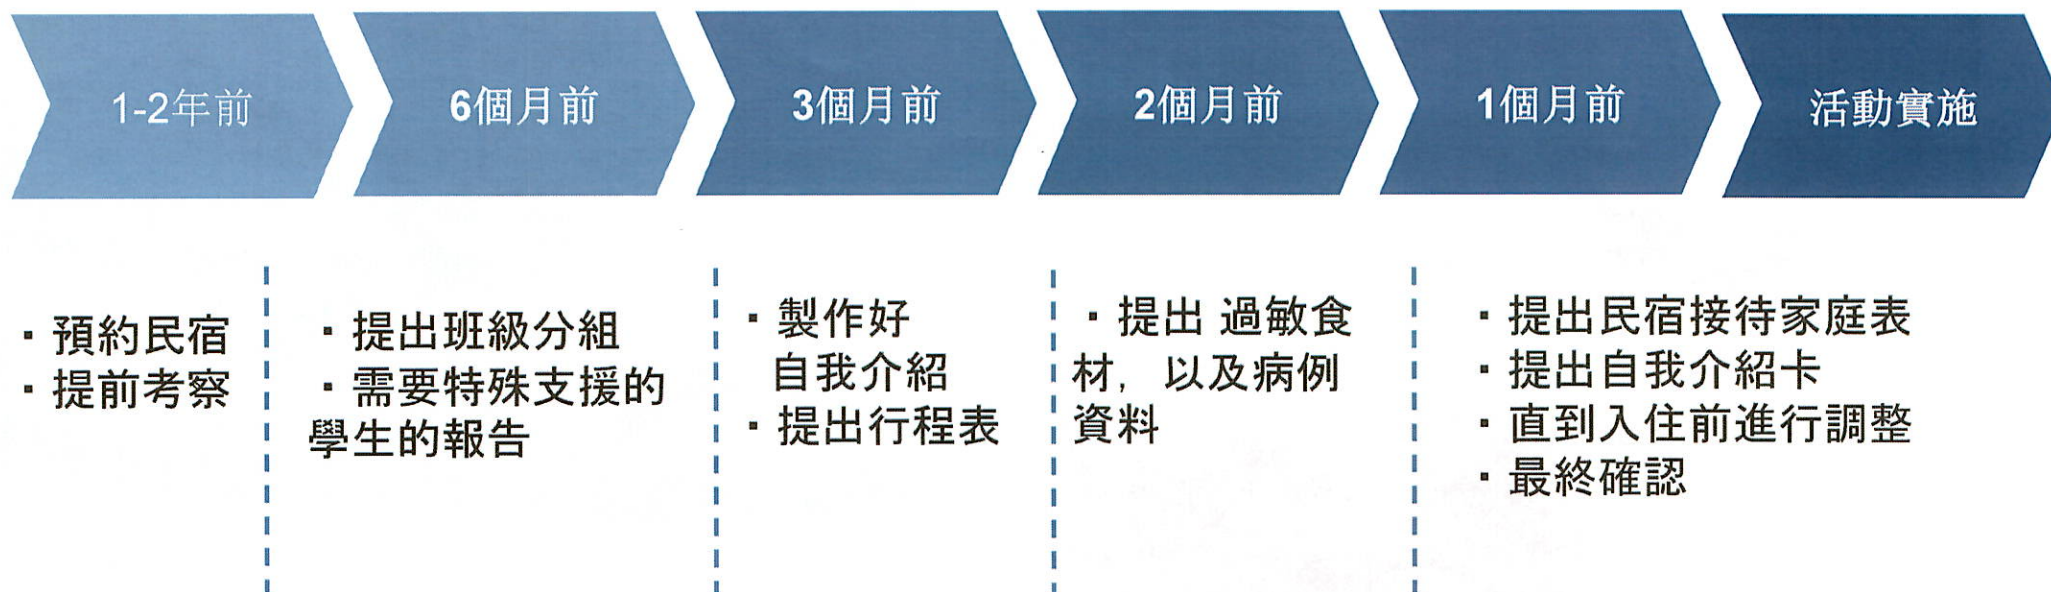 1-2年前
6個月前
3個月前
2個月前
1個月前
活動實施
▪ 預約民宿
▪ 提前考察
▪ 提出班級分組
▪ 需要特殊支援的
學生的報告
▪ 製作好
自我介紹
▪ 提出行程表
▪ 提出 過敏食
材，以及病例
資料
▪ 提出民宿接待家庭表
▪ 提出自我介紹卡
▪ 直到入住前進行調整
▪ 最終確認